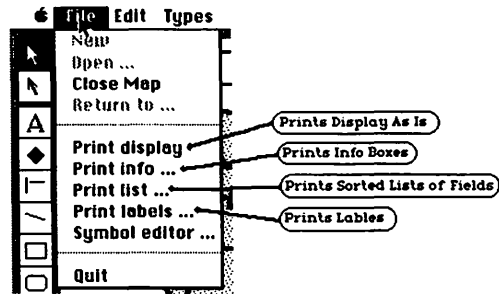 File Edit Types
New
Open ...
Close Map
Return to ...
A
Print display
Prints Display As Is
Print info ...
Prints Info Boxes
Print list ...
Prints Sorted Lists of Fields
Print labels ...
Prints Lables
Symbol editor ...
Quit